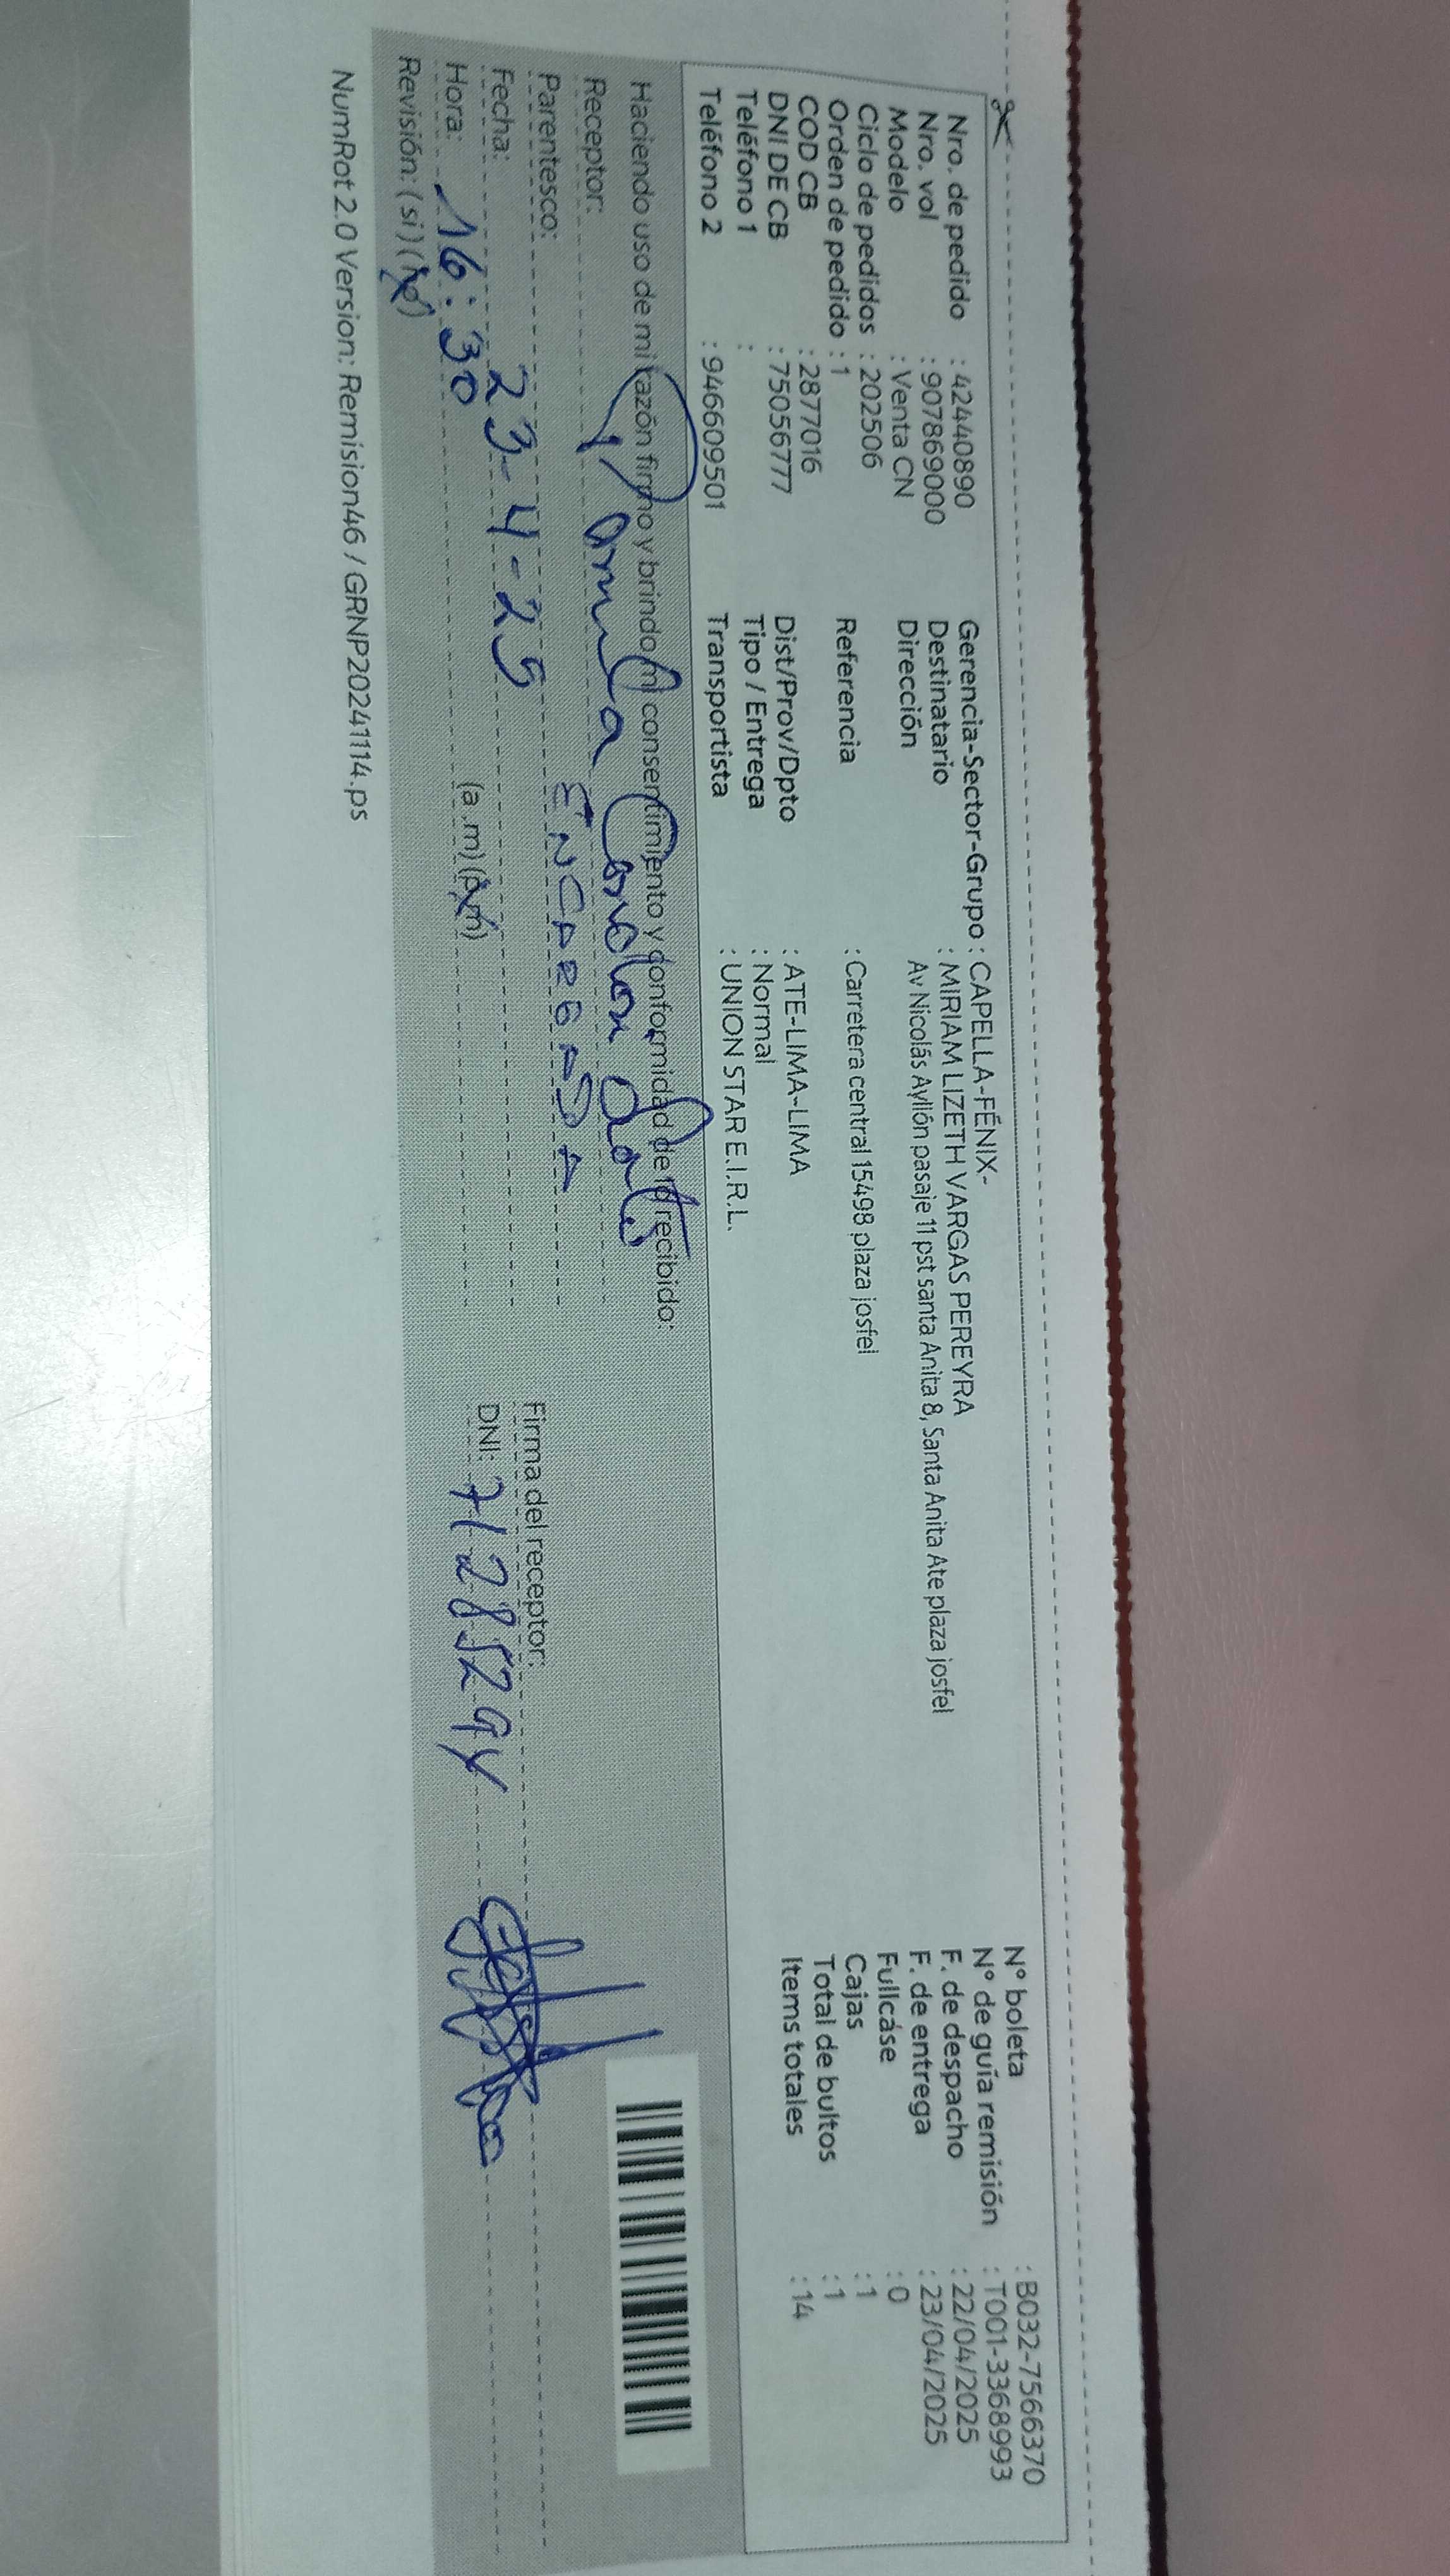 Nro. de pedido : 42440890
Nro. vol : 907869000
Modelo : Venta CN
Ciclo de pedidos : 202506
Orden de pedido : 1
COD CB : 2877016
DNI DE CB : 75056777
Teléfono 1 :
Teléfono 2 : 946609501
Gerencia-Sector-Grupo : CAPELLA-FÉNIX-
Destinatario : MIRIAM LIZETH VARGAS PEREYRA
Dirección Av Nicolás Ayllón pasaje 11 pst santa Anita 8, Santa Anita Ate plaza josfel
Referencia : Carretera central 15498 plaza josfel
Dist/Prov/Dpto : ATE-LIMA-LIMA
Tipo / Entrega : Normal
Transportista : UNION STAR E.I.R.L.
N° boleta : B032-7566370
N° de guía remisión : T001-3368993
F. de despacho : 22/04/2025
F. de entrega : 23/04/2025
Fullcáse : 0
Cajas : 1
Total de bultos : 1
Items totales : 14
Haciendo uso de mi razón firmo y brindo mi consentimiento y conformidad de lo recibido:
Receptor:
Parentesco: ENCARGADA
Fecha: 23-4-25
Hora: 16:30 (a.m) (p.m)
Revisión: (si) (no)
Firma del receptor:
DNI:
NumRot 2.0 Version: Remision46 / GRNP20241114.ps